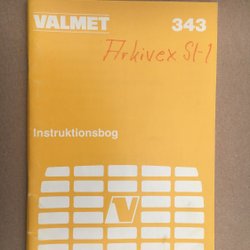 VALMET 343
Arkivex St-1
Instruktionsbog